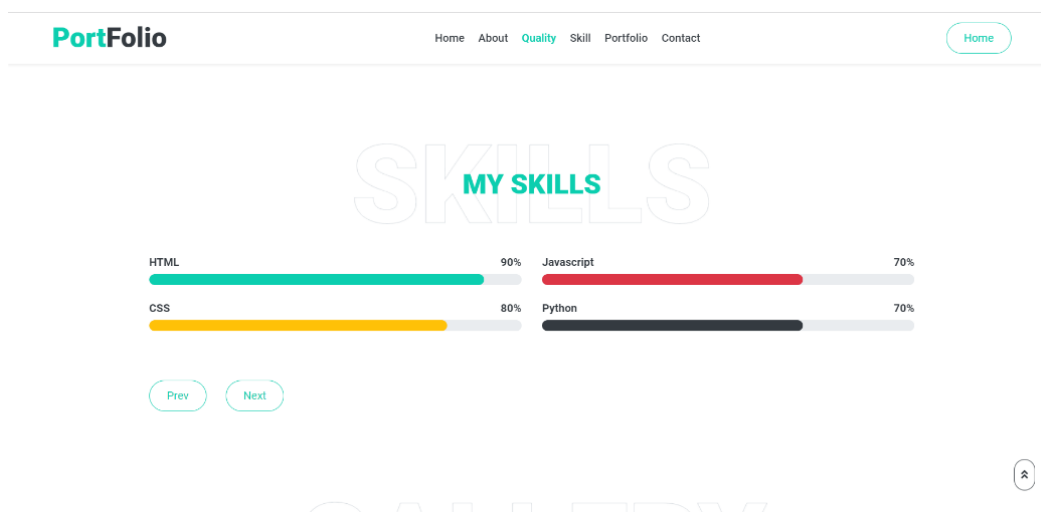 PortFolio
Home About Quality Skill Portfolio Contact
Home
SKILLS
MY SKILLS
HTML 90%
Javascript 70%
CSS 80%
Python 70%
Prev Next